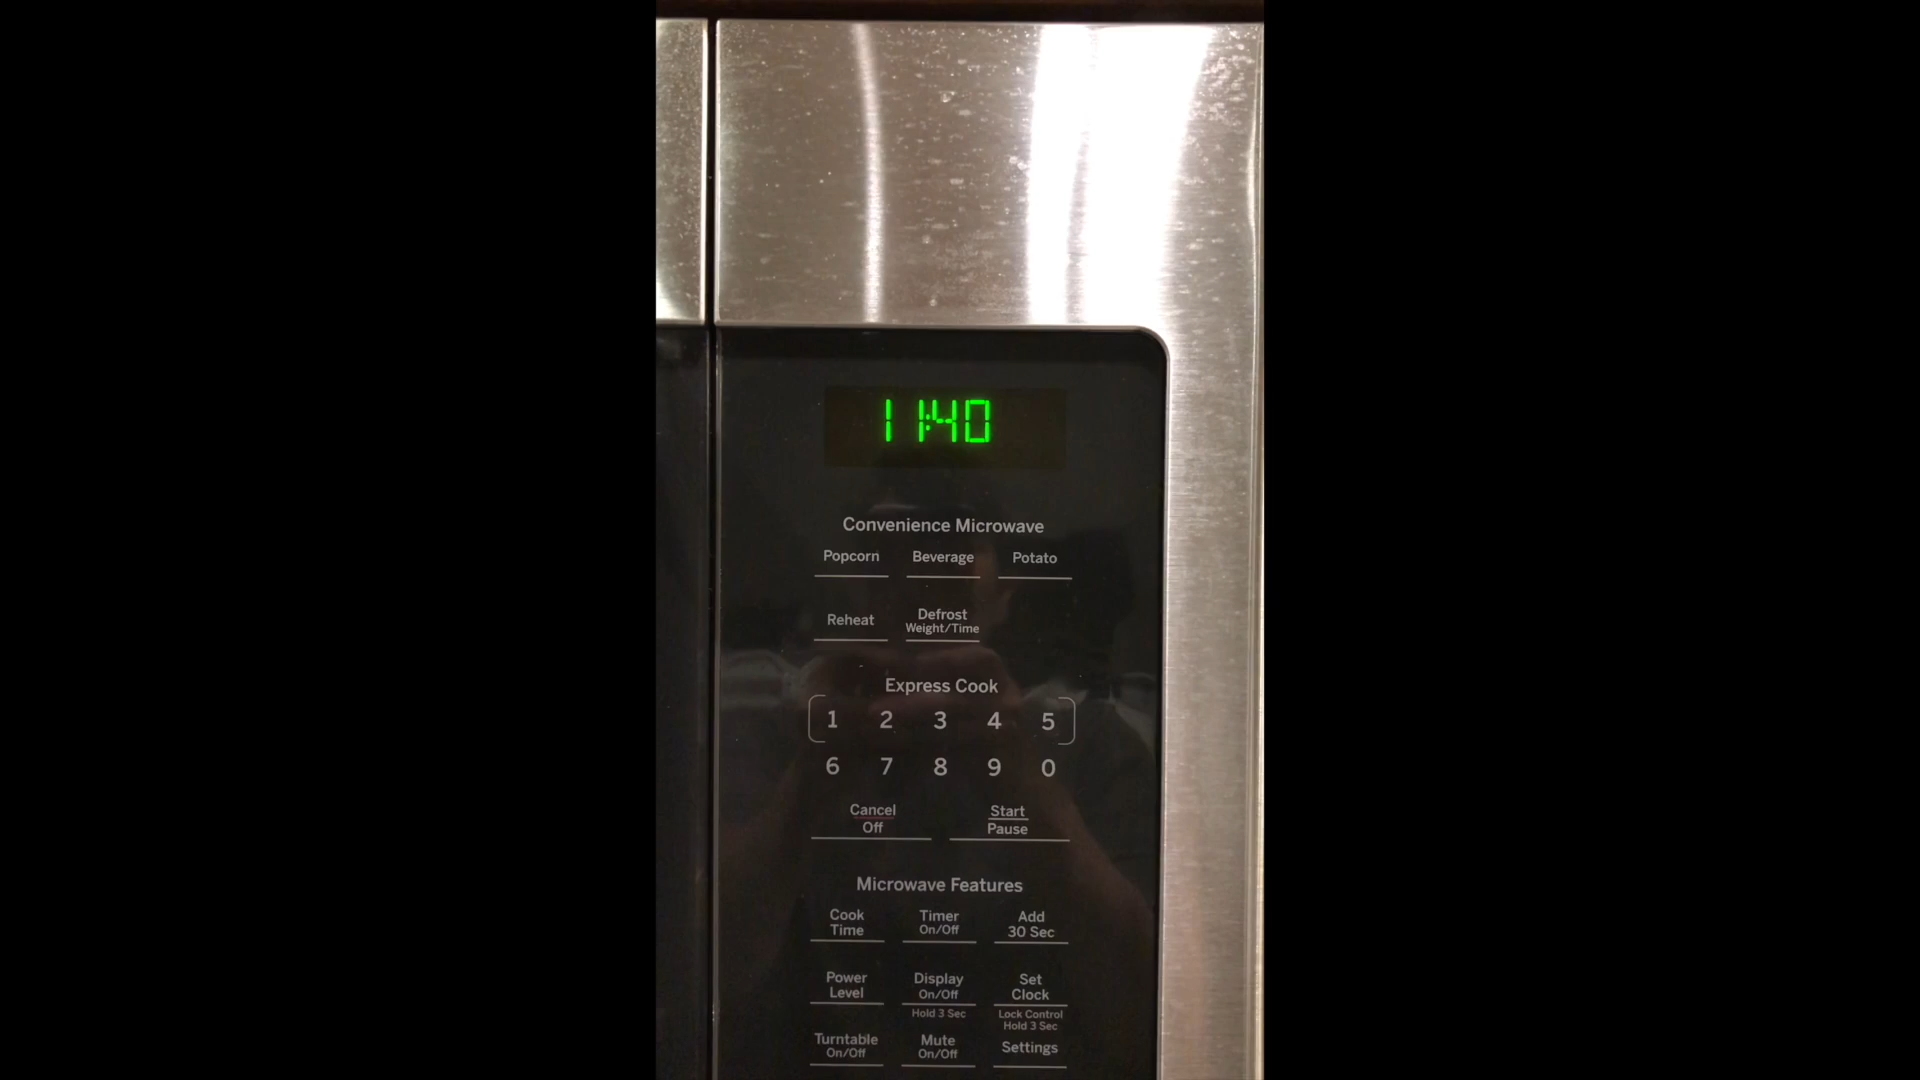 11:40
Convenience Microwave
Popcorn Beverage Potato
Reheat Defrost
Weight/Time
Express Cook
1 2 3 4 5
6 7 8 9 0
Cancel Start
Off Pause
Microwave Features
Cook Timer Add
Time On/Off 30 Sec
Power Display Set
Level On/Off Clock
Hold 3 Sec Lock Control
Hold 3 Sec
Turntable Mute Settings
On/Off On/Off